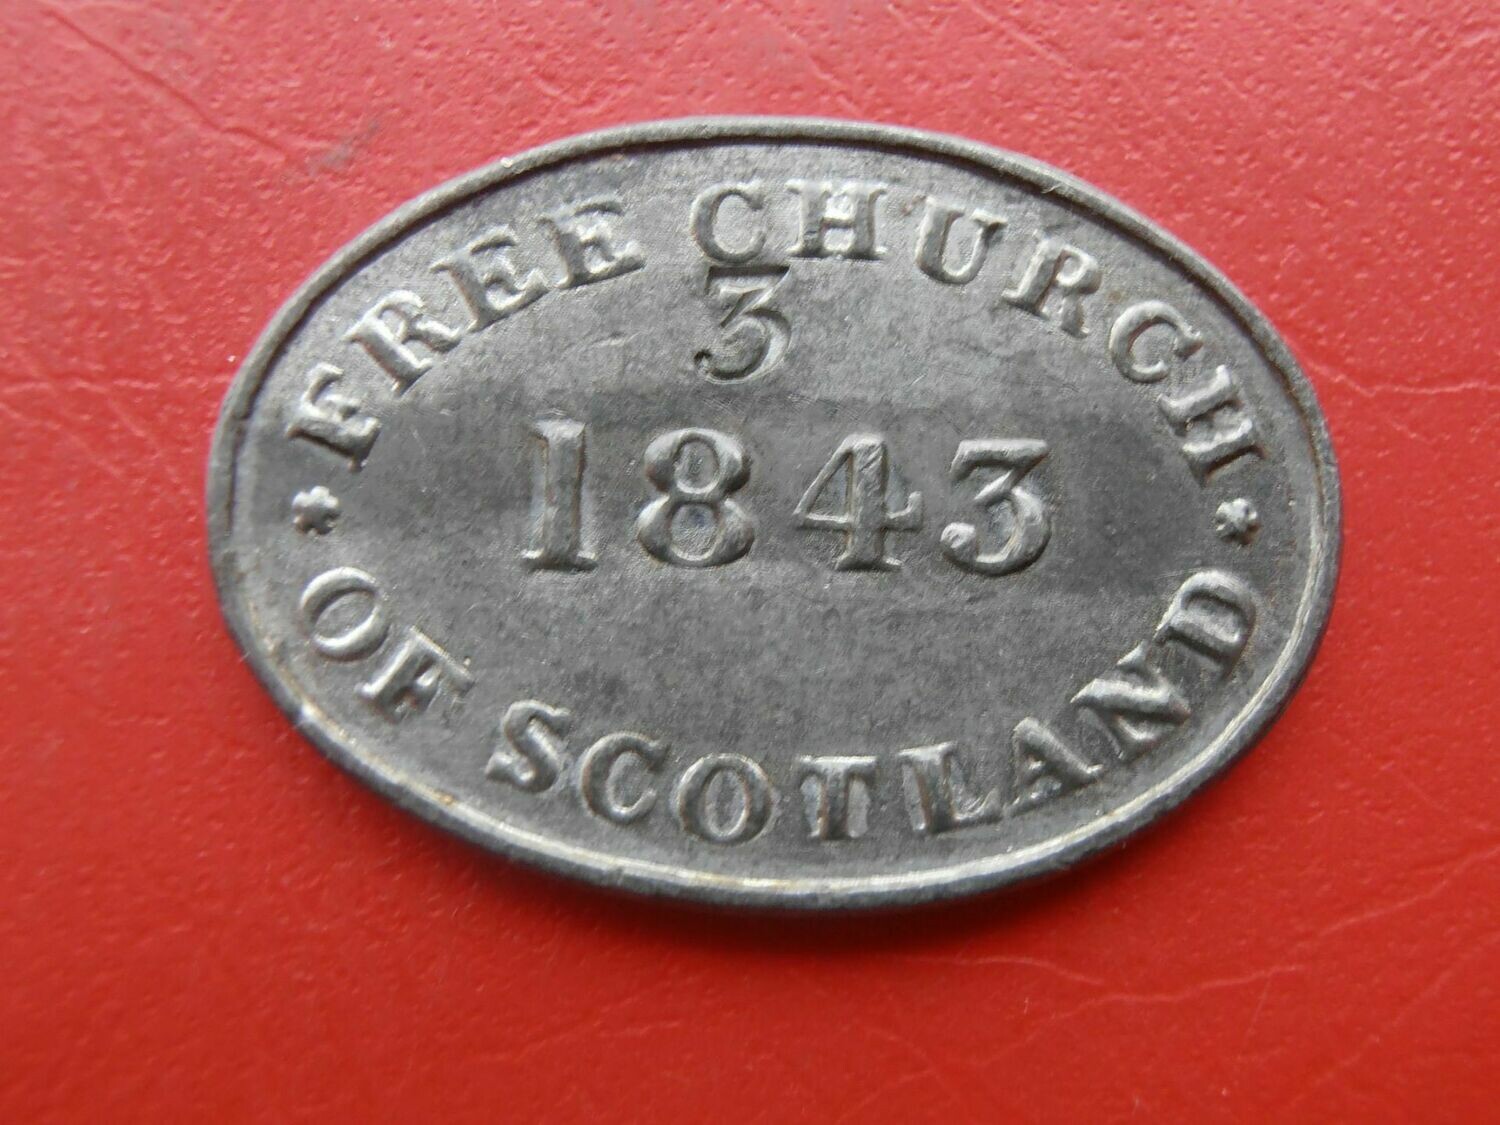 FREE CHURCH
3
1843
* OF SCOTLAND *